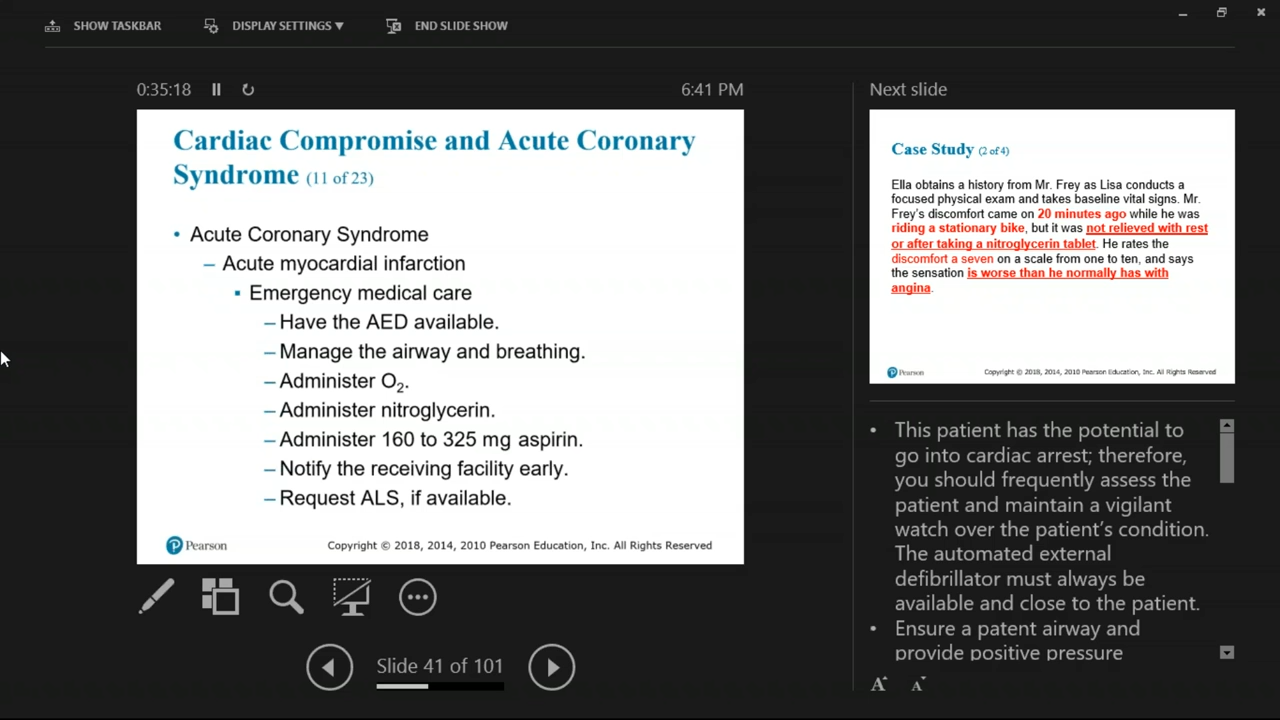 SHOW TASKBAR DISPLAY SETTINGS ▼ END SLIDE SHOW
0:35:18 6:41 PM
Cardiac Compromise and Acute Coronary
Syndrome (11 of 23)
• Acute Coronary Syndrome
– Acute myocardial infarction
▪ Emergency medical care
– Have the AED available.
– Manage the airway and breathing.
– Administer O₂.
– Administer nitroglycerin.
– Administer 160 to 325 mg aspirin.
– Notify the receiving facility early.
– Request ALS, if available.
Pearson Copyright © 2018, 2014, 2010 Pearson Education, Inc. All Rights Reserved
Slide 41 of 101
Next slide
Case Study (2 of 4)
Ella obtains a history from Mr. Frey as Lisa conducts a
focused physical exam and takes baseline vital signs. Mr.
Frey's discomfort came on 20 minutes ago while he was
riding a stationary bike, but it was not relieved with rest
or after taking a nitroglycerin tablet. He rates the
discomfort a seven on a scale from one to ten, and says
the sensation is worse than he normally has with
angina.
Pearson Copyright © 2018, 2014, 2010 Pearson Education, Inc. All Rights Reserved
• This patient has the potential to
go into cardiac arrest; therefore,
you should frequently assess the
patient and maintain a vigilant
watch over the patient's condition.
The automated external
defibrillator must always be
available and close to the patient.
• Ensure a patent airway and
provide positive pressure
A A